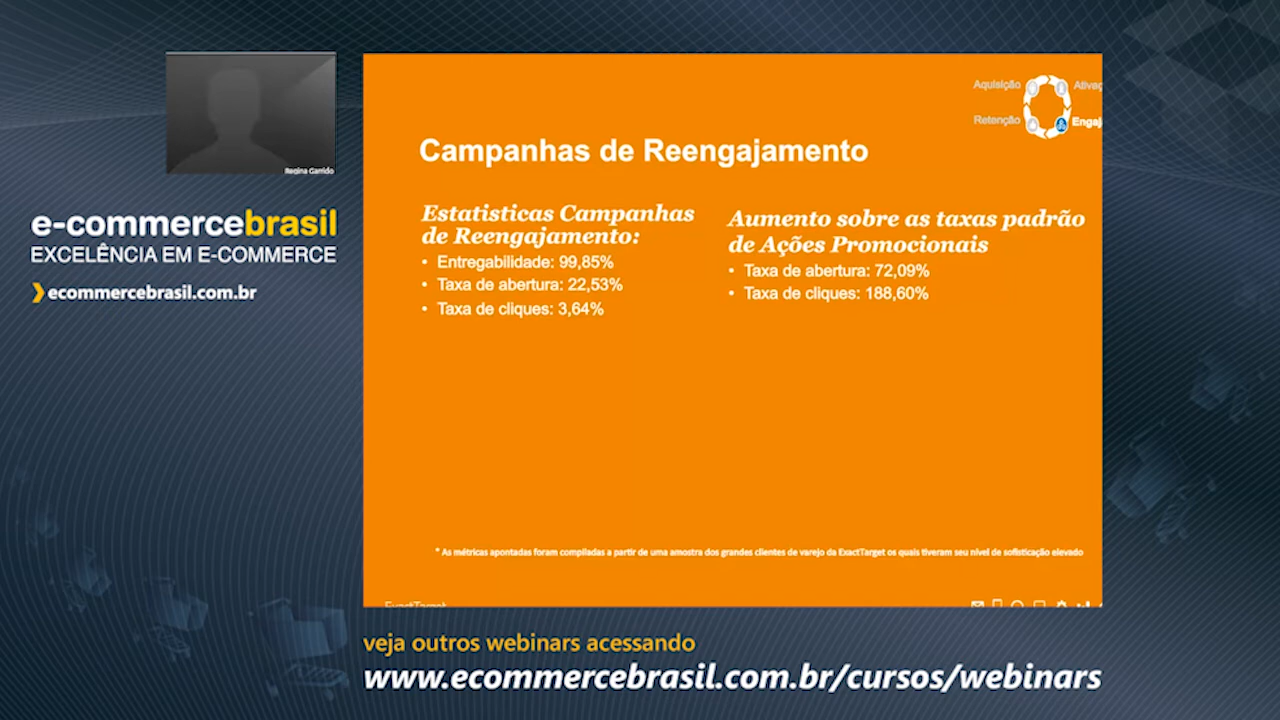 Regina Garrido
e-commercebrasil
EXCELÊNCIA EM E-COMMERCE
ecommercebrasil.com.br
Aquisição
Ativaç
Retenção
Engaj
Campanhas de Reengajamento
Estatisticas Campanhas
de Reengajamento:
• Entregabilidade: 99,85%
• Taxa de abertura: 22,53%
• Taxa de cliques: 3,64%
Aumento sobre as taxas padrão
de Ações Promocionais
• Taxa de abertura: 72,09%
• Taxa de cliques: 188,60%
* As métricas apontadas foram compiladas a partir de uma amostra dos grandes clientes de varejo da ExactTarget os quais tiveram seu nível de sofisticação elevado
ExactTarget
veja outros webinars acessando
www.ecommercebrasil.com.br/cursos/webinars